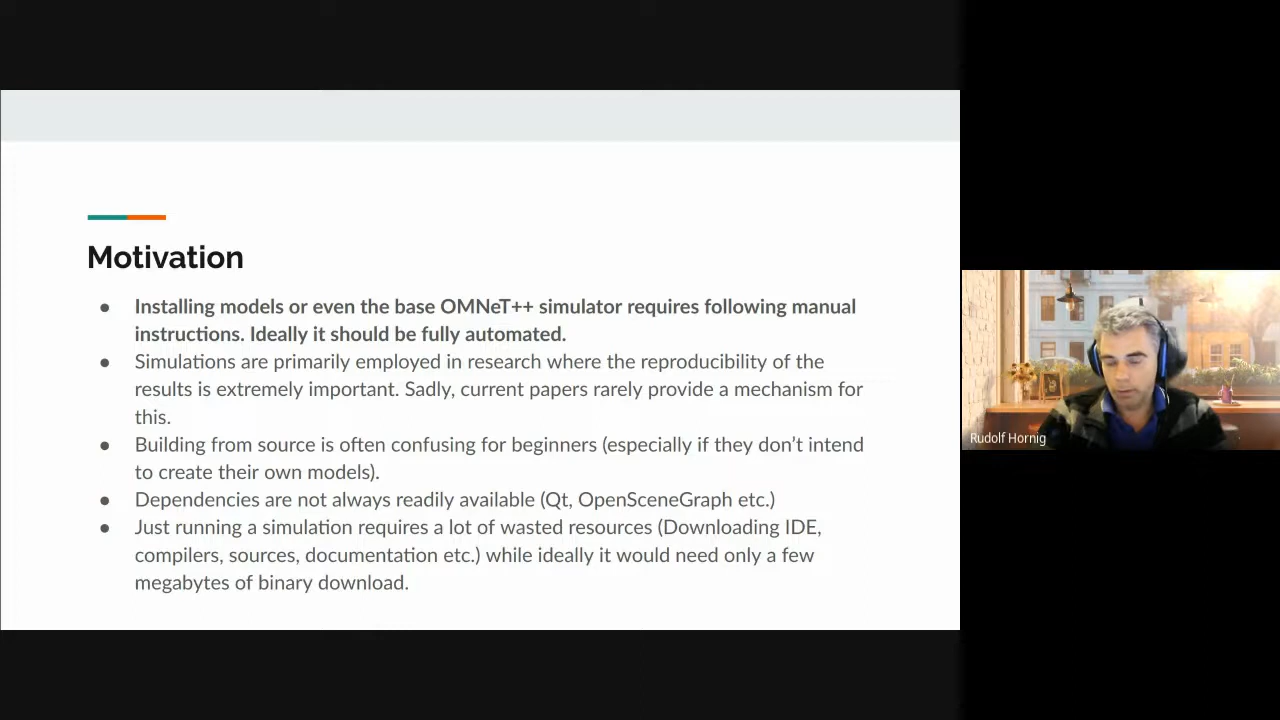 Motivation
● Installing models or even the base OMNeT++ simulator requires following manual
instructions. Ideally it should be fully automated.
● Simulations are primarily employed in research where the reproducibility of the
results is extremely important. Sadly, current papers rarely provide a mechanism for
this.
● Building from source is often confusing for beginners (especially if they don’t intend
to create their own models).
● Dependencies are not always readily available (Qt, OpenSceneGraph etc.)
● Just running a simulation requires a lot of wasted resources (Downloading IDE,
compilers, sources, documentation etc.) while ideally it would need only a few
megabytes of binary download.
Rudolf Hornig